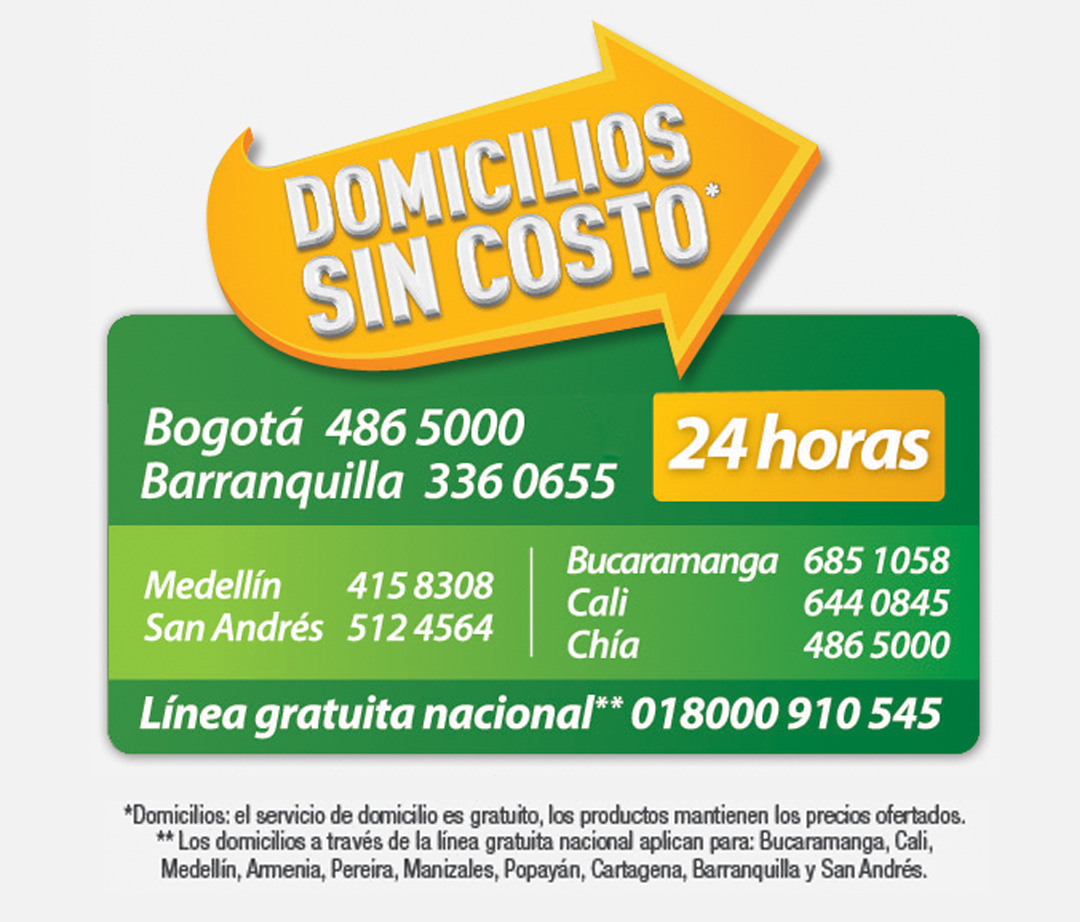 DOMICILIOS
SIN COSTO*
Bogotá 486 5000
Barranquilla 336 0655
24 horas
Medellín 415 8308
San Andrés 512 4564
Bucaramanga 685 1058
Cali 644 0845
Chía 486 5000
Línea gratuita nacional** 018000 910 545
*Domicilios: el servicio de domicilio es gratuito, los productos mantienen los precios ofertados.
** Los domicilios a través de la línea gratuita nacional aplican para: Bucaramanga, Cali,
Medellín, Armenia, Pereira, Manizales, Popayán, Cartagena, Barranquilla y San Andrés.